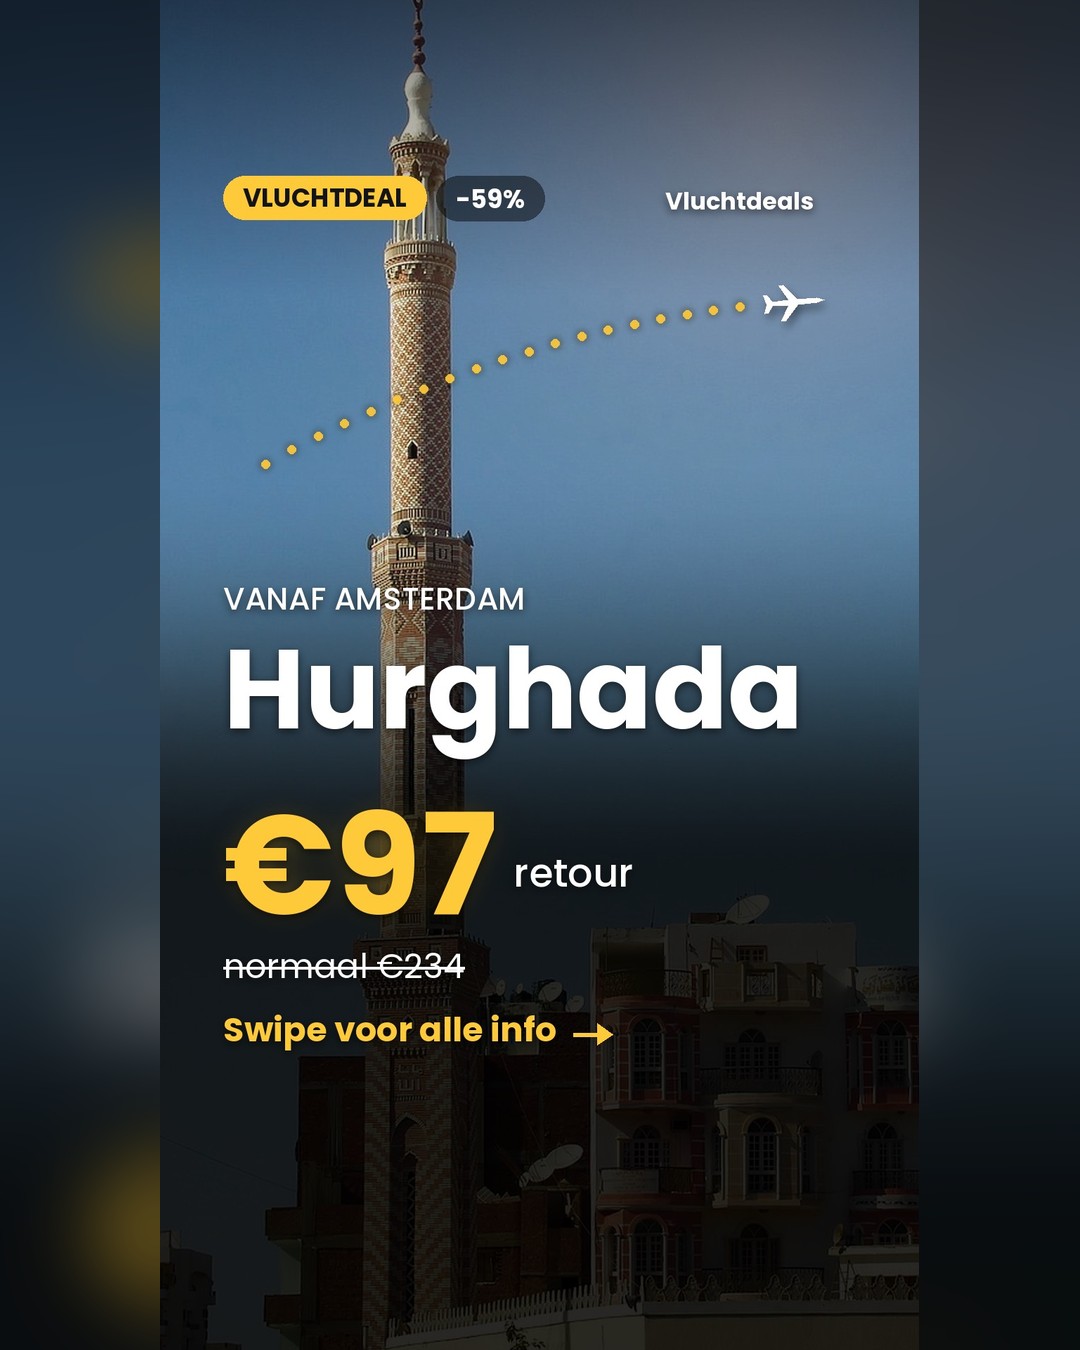 VLUCHTDEAL -59% Vluchtdeals
VANAF AMSTERDAM
Hurghada
€97 retour
normaal €234
Swipe voor alle info →